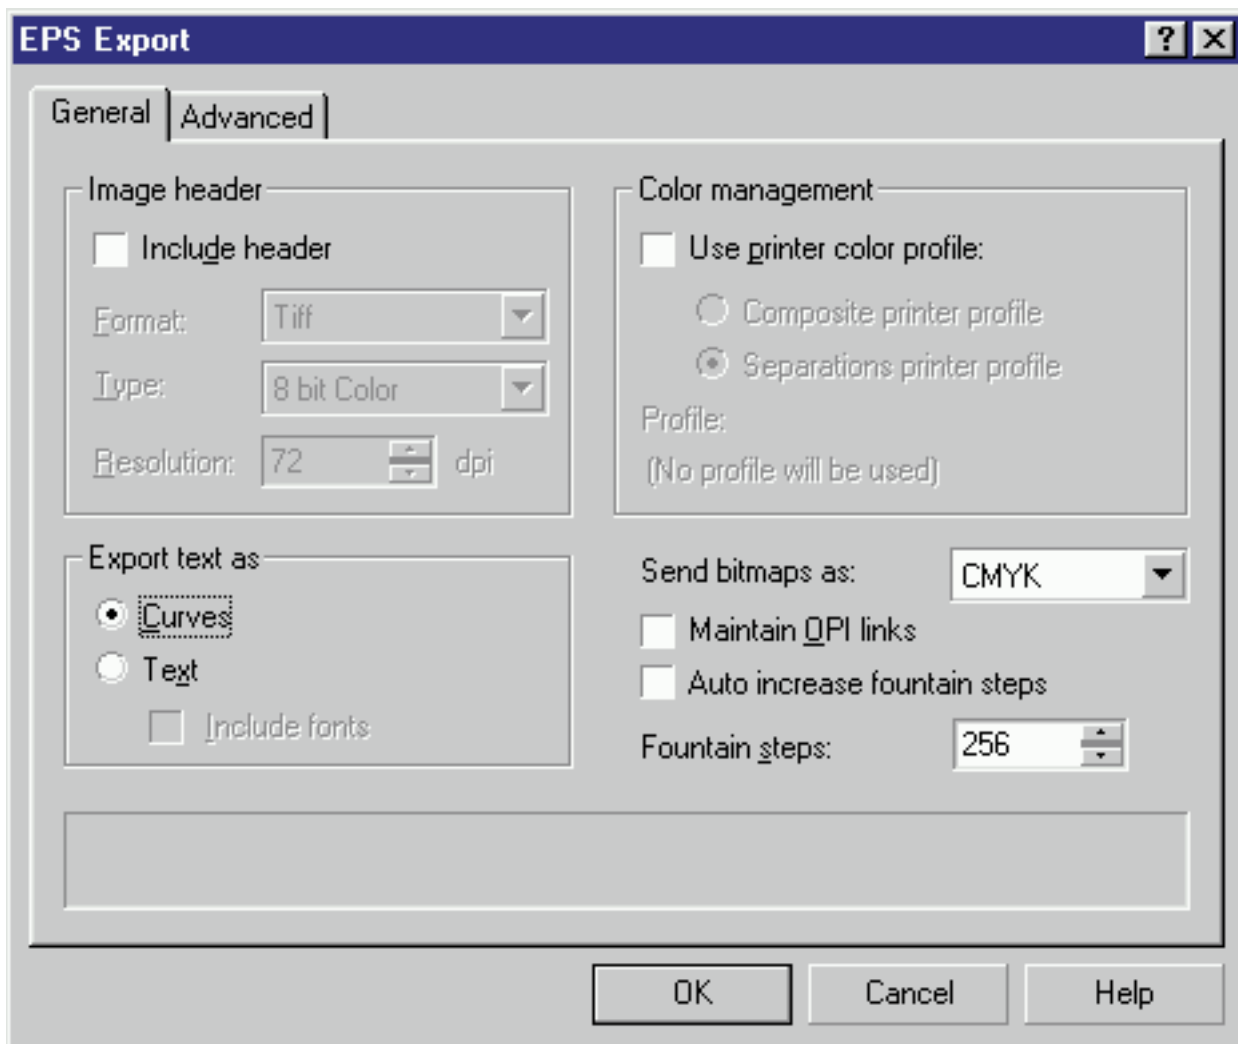 EPS Export
General
Advanced
Image header
Include header
Format: Tiff
Type: 8 bit Color
Resolution: 72 dpi
Export text as
Curves
Text
Include fonts
Color management
Use printer color profile:
Composite printer profile
Separations printer profile
Profile:
(No profile will be used)
Send bitmaps as: CMYK
Maintain OPI links
Auto increase fountain steps
Fountain steps: 256
OK
Cancel
Help